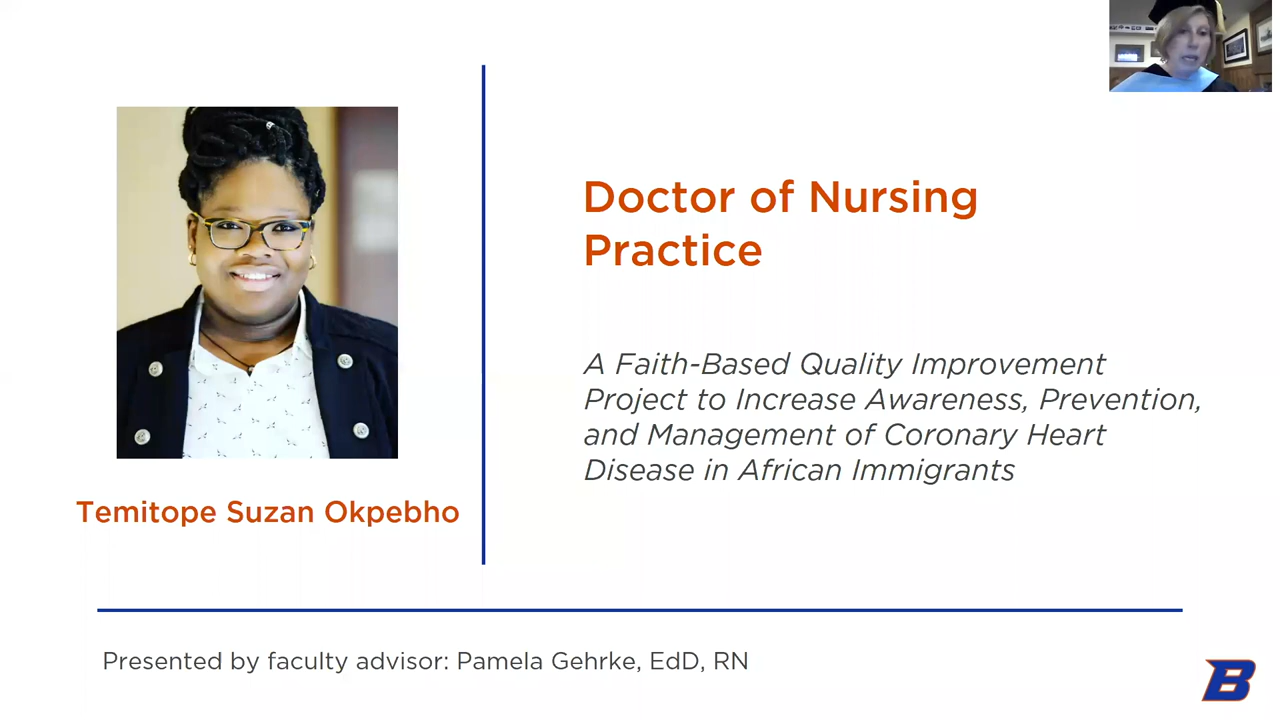 Doctor of Nursing
Practice
A Faith-Based Quality Improvement
Project to Increase Awareness, Prevention,
and Management of Coronary Heart
Disease in African Immigrants
Temitope Suzan Okpebho
Presented by faculty advisor: Pamela Gehrke, EdD, RN
B